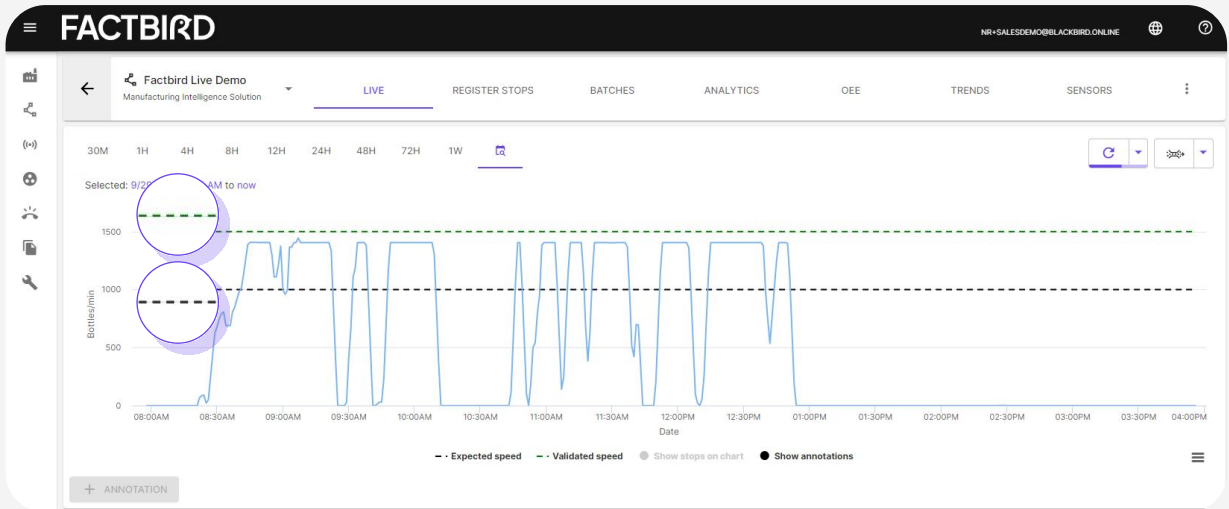 FACTBIRD
NR+SALESDEMO@BLACKBIRD.ONLINE
Factbird Live Demo
Manufacturing Intelligence Solution
LIVE REGISTER STOPS BATCHES ANALYTICS OEE TRENDS SENSORS
30M 1H 4H 8H 12H 24H 48H 72H 1W
Selected: AM to now
1500
1000
500
0
Bottles/min
08:00AM 08:30AM 09:00AM 09:30AM 10:00AM 10:30AM 11:00AM 11:30AM 12:00PM 12:30PM 01:00PM 01:30PM 02:00PM 02:30PM 03:00PM 03:30PM 04:00PM
Date
Expected speed Validated speed Show stops on chart Show annotations
+ ANNOTATION